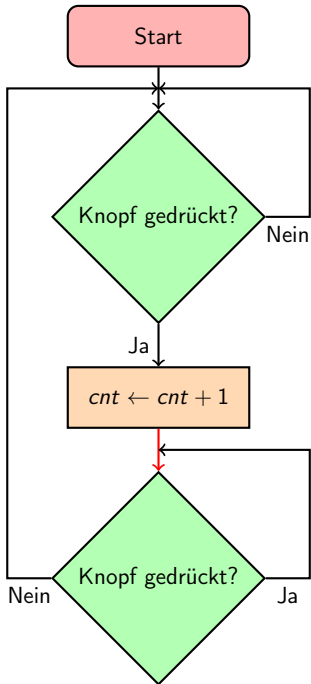 Start
Knopf gedrückt?
Nein
Ja
cnt ← cnt + 1
Knopf gedrückt?
Nein
Ja